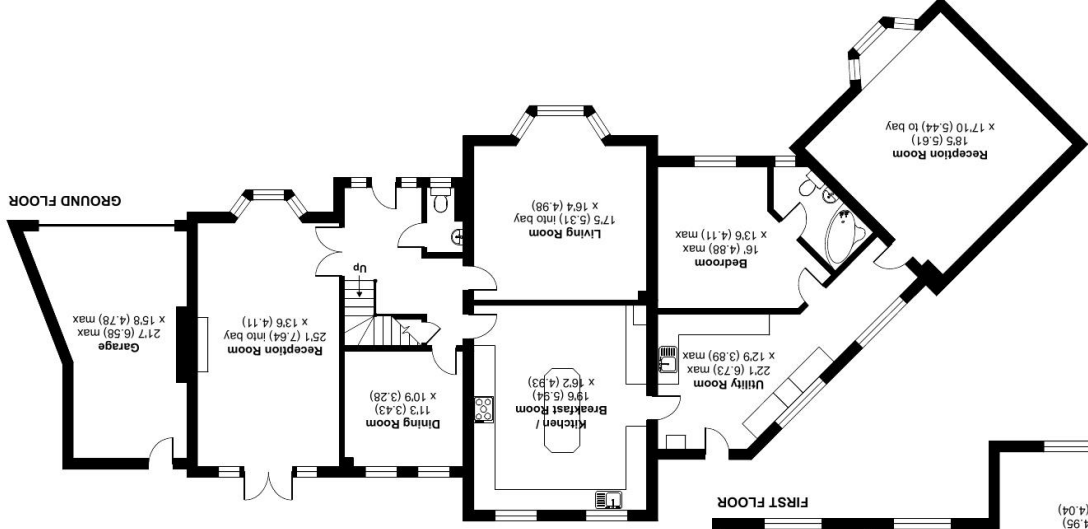 GROUND FLOOR
Garage
21'7 (6.58) max
x 15'8 (4.78) max
Reception Room
25'1 (7.64) into bay
x 13'6 (4.11)
Up
Dining Room
11'3 (3.43)
x 10'9 (3.28)
Living Room
17'5 (5.31) into bay
x 16'4 (4.98)
Kitchen /
Breakfast Room
19'6 (5.94)
x 16'2 (4.93)
Bedroom
16' (4.88) max
x 13'6 (4.11) max
Utility Room
22'1 (6.73) max
x 12'9 (3.89) max
Reception Room
18'5 (5.61)
x 17'10 (5.44) to bay
FIRST FLOOR